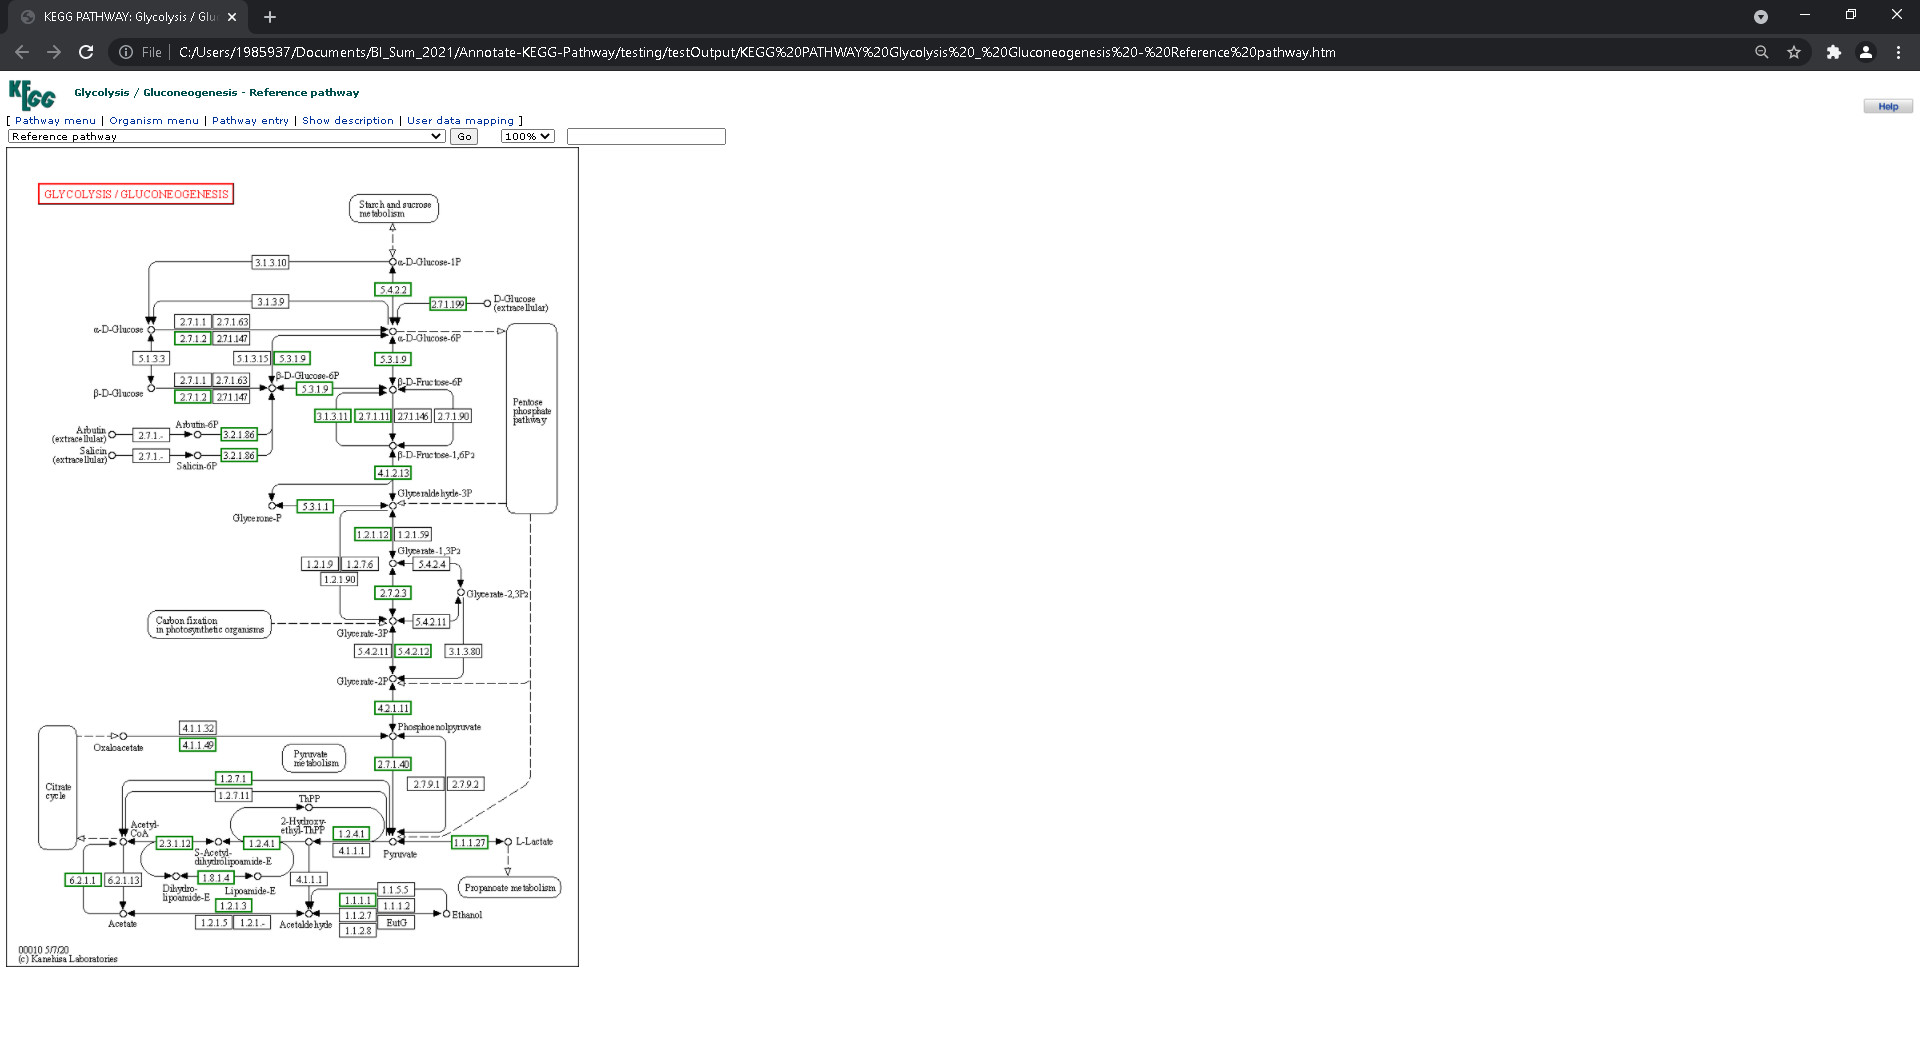 KEGG PATHWAY: Glycolysis / Glu
File
C:/Users/1985937/Documents/BI_Sum_2021/Annotate-KEGG-Pathway/testing/testOutput/KEGG%20PATHWAY%20Glycolysis%20_%20Gluconeogenesis%20-%20Reference%20pathway.htm
KEGG
Glycolysis / Gluconeogenesis - Reference pathway
Help
[ Pathway menu | Organism menu | Pathway entry | Show description | User data mapping ]
Reference pathway
Go
100%
GLYCOLYSIS / GLUCONEOGENESIS
Starch and sucrose
metabolism
3.1.3.10
α-D-Glucose-1P
5.4.2.2
3.1.3.9
2.7.1.199
D-Glucose
(extracellular)
2.7.1.1 2.7.1.63
α-D-Glucose
2.7.1.2 2.7.1.147
α-D-Glucose-6P
5.1.3.3
5.1.3.15 5.3.1.9
5.3.1.9
β-D-Glucose-6P
2.7.1.1 2.7.1.63
β-D-Fructose-6P
5.3.1.9
β-D-Glucose
2.7.1.2 2.7.1.147
Pentose
phosphate
pathway
3.1.3.11 2.7.1.11 2.7.1.146 2.7.1.90
Arbutin-6P
Arbutin
(extracellular)
2.7.1.-
3.2.1.86
Salicin
(extracellular)
2.7.1.-
3.2.1.86
β-D-Fructose-1,6P2
Salicin-6P
4.1.2.13
Glyceraldehyde-3P
5.3.1.1
Glycerone-P
1.2.1.12 1.2.1.59
Glycerate-1,3P2
1.2.1.9 1.2.7.6
5.4.2.4
1.2.1.90
2.7.2.3
Glycerate-2,3P2
Carbon fixation
in photosynthetic organisms
5.4.2.11
Glycerate-3P
5.4.2.11 5.4.2.12
3.1.3.80
Glycerate-2P
4.2.1.11
4.1.1.32
Phosphoenolpyruvate
Oxaloacetate
4.1.1.49
Pyruvate
metabolism
2.7.1.40
1.2.7.1
2.7.9.1 2.7.9.2
Citrate
cycle
1.2.7.11
ThPP
Acetyl-
CoA
2-Hydroxy-
ethyl-ThPP
1.2.4.1
2.3.1.12
1.2.4.1
4.1.1.1
Pyruvate
1.1.1.27
L-Lactate
S-Acetyl-
dihydrolipoamide-E
6.2.1.1 6.2.1.13
1.8.1.4
4.1.1.1
Propanoate metabolism
Dihydro-
lipoamide-E
Lipoamide-E
1.1.5.5
1.1.1.1
1.2.1.3
1.1.1.2
1.1.2.7
Ethanol
Acetate
1.2.1.5 1.2.1.-
Acetaldehyde
EutG
1.1.2.8
00010 5/7/20
(c) Kanehisa Laboratories